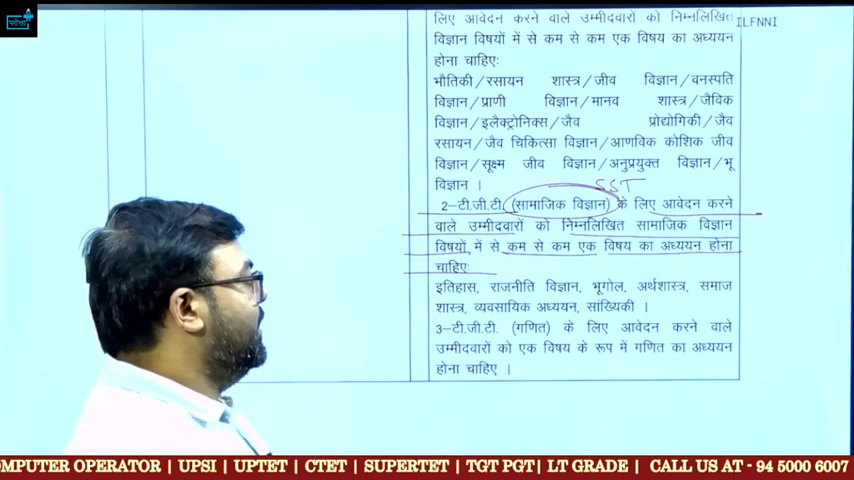 परीक्षा
लिए आवेदन करने वाले उम्मीदवारों को निम्नलिखित
ILFNNI
विज्ञान विषयों में से कम से कम एक विषय का अध्ययन
होना चाहिएः
भौतिकी/रसायन शास्त्र/जीव विज्ञान/वनस्पति
विज्ञान/प्राणी विज्ञान/मानव शास्त्र/जैविक
विज्ञान/इलैक्ट्रोनिक्स/जैव प्रोद्योगिकी/जैव
रसायन/जैव चिकित्सा विज्ञान/आणविक कोशिक जीव
विज्ञान/सूक्ष्म जीव विज्ञान/अनुप्रयुक्त विज्ञान/भू
विज्ञान ।
SST
2–टी.जी.टी. (सामाजिक विज्ञान) के लिए आवेदन करने
वाले उम्मीदवारों को निम्नलिखित सामाजिक विज्ञान
विषयों में से कम से कम एक विषय का अध्ययन होना
चाहिएः
इतिहास, राजनीति विज्ञान, भूगोल, अर्थशास्त्र, समाज
शास्त्र, व्यवसायिक अध्ययन, सांख्यिकी ।
3–टी.जी.टी. (गणित) के लिए आवेदन करने वाले
उम्मीदवारों को एक विषय के रूप में गणित का अध्ययन
होना चाहिए ।
OMPUTER OPERATOR | UPSI | UPTET | CTET | SUPERTET | TGT PGT| LT GRADE | CALL US AT - 94 5000 6007